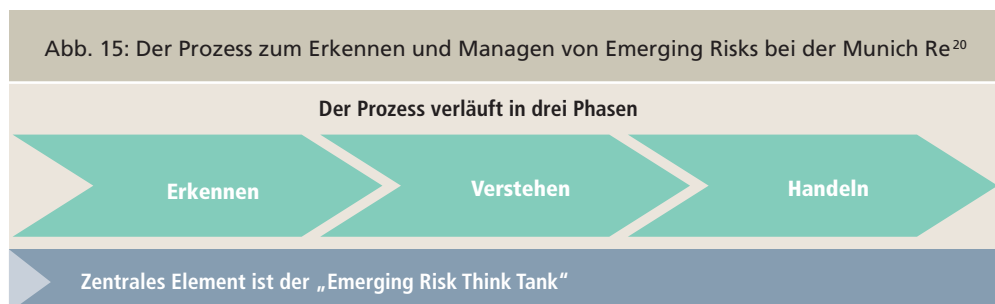 Abb. 15: Der Prozess zum Erkennen und Managen von Emerging Risks bei der Munich Re²⁰
Der Prozess verläuft in drei Phasen
Erkennen
Verstehen
Handeln
Zentrales Element ist der „Emerging Risk Think Tank“